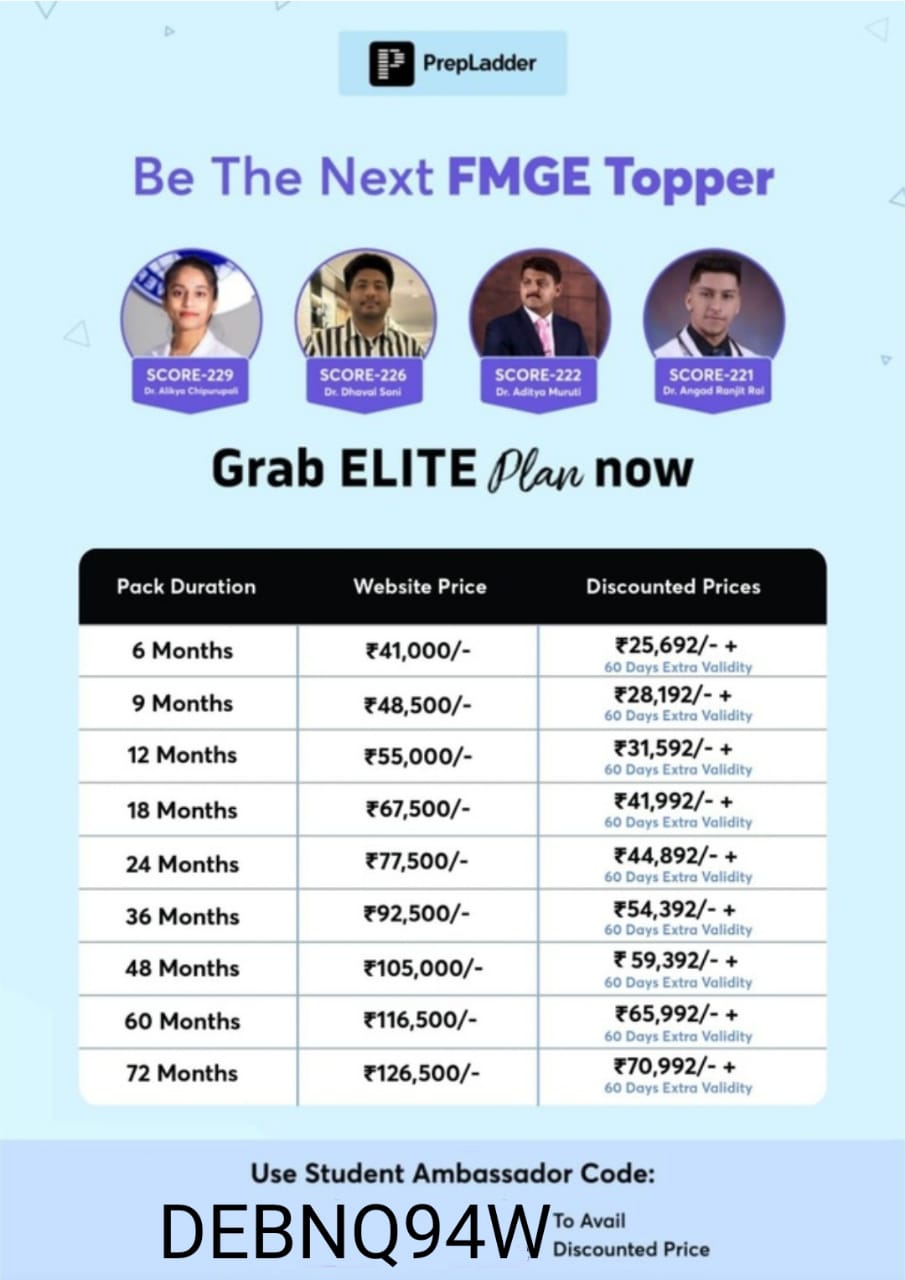 PrepLadder
Be The Next FMGE Topper
SCORE-229
Dr. Alikya Chipurupali
SCORE-226
Dr. Dhaval Soni
SCORE-222
Dr. Aditya Muruti
SCORE-221
Dr. Angad Ranjit Rai
Grab ELITE Plan now
Pack Duration Website Price Discounted Prices
6 Months ₹41,000/- ₹25,692/- +
60 Days Extra Validity
9 Months ₹48,500/- ₹28,192/- +
60 Days Extra Validity
12 Months ₹55,000/- ₹31,592/- +
60 Days Extra Validity
18 Months ₹67,500/- ₹41,992/- +
60 Days Extra Validity
24 Months ₹77,500/- ₹44,892/- +
60 Days Extra Validity
36 Months ₹92,500/- ₹54,392/- +
60 Days Extra Validity
48 Months ₹105,000/- ₹ 59,392/- +
60 Days Extra Validity
60 Months ₹116,500/- ₹65,992/- +
60 Days Extra Validity
72 Months ₹126,500/- ₹70,992/- +
60 Days Extra Validity
Use Student Ambassador Code:
DEBNQ94W To Avail
Discounted Price